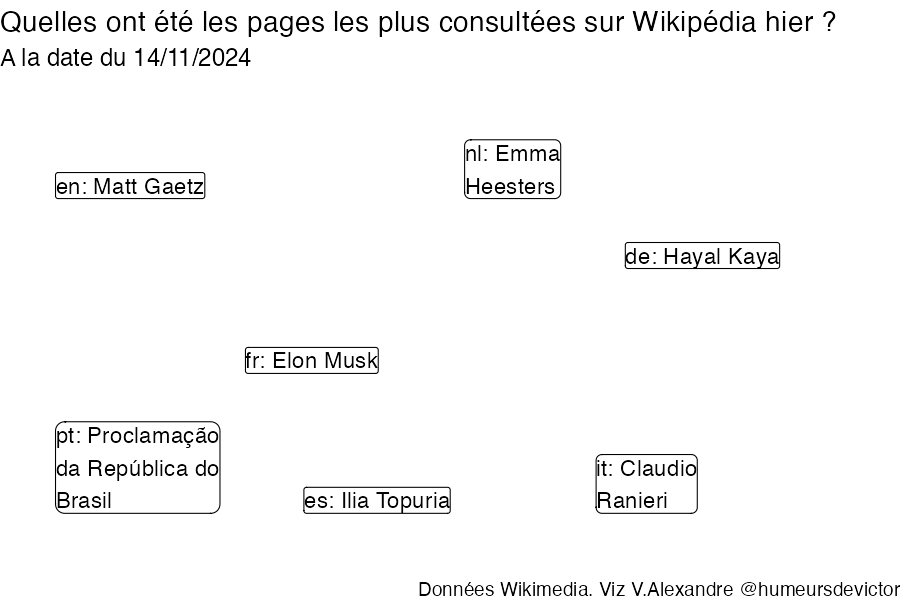 Quelles ont été les pages les plus consultées sur Wikipédia hier ?
A la date du 14/11/2024
nl: Emma
Heesters
en: Matt Gaetz
de: Hayal Kaya
fr: Elon Musk
pt: Proclamação
da República do
Brasil
it: Claudio
Ranieri
es: Ilia Topuria
Données Wikimedia. Viz V.Alexandre @humeursdevictor